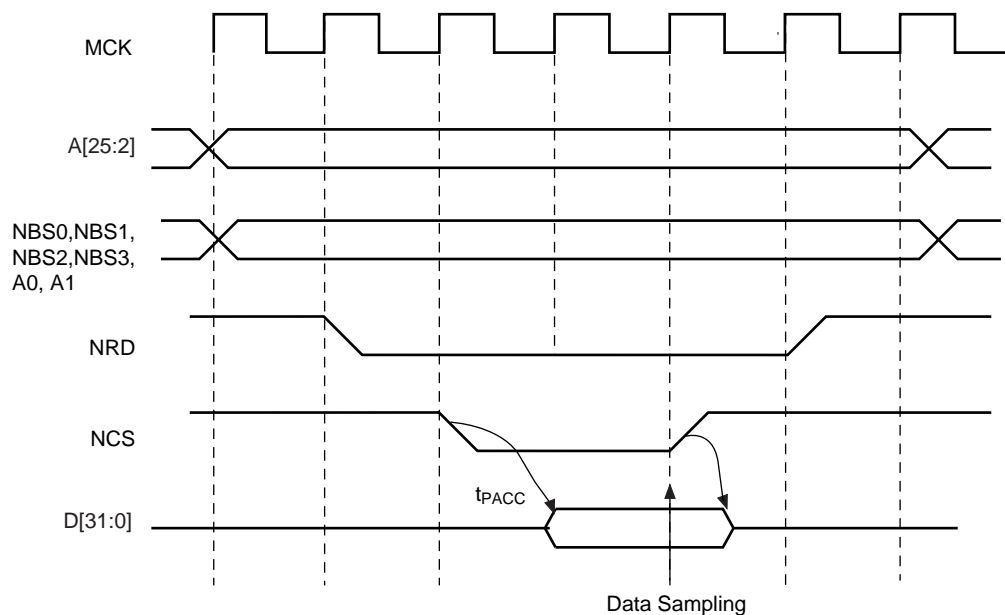 MCK
A[25:2]
NBS0,NBS1,
NBS2,NBS3,
A0, A1
NRD
NCS
tPACC
D[31:0]
Data Sampling